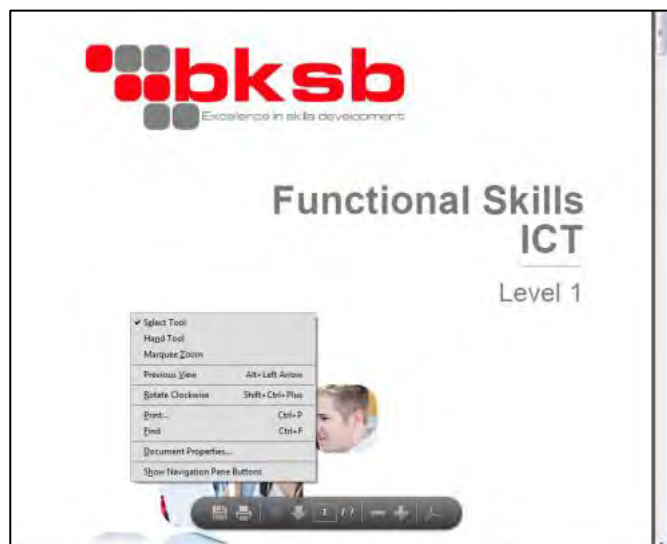 bksb
Excellence in skills development
Functional Skills
ICT
Level 1
Select Tool
Hand Tool
Marquee Zoom
Previous View Alt+Left Arrow
Rotate Clockwise Shift+Ctrl+Plus
Print... Ctrl+P
Find Ctrl+F
Document Properties...
Show Navigation Pane Buttons